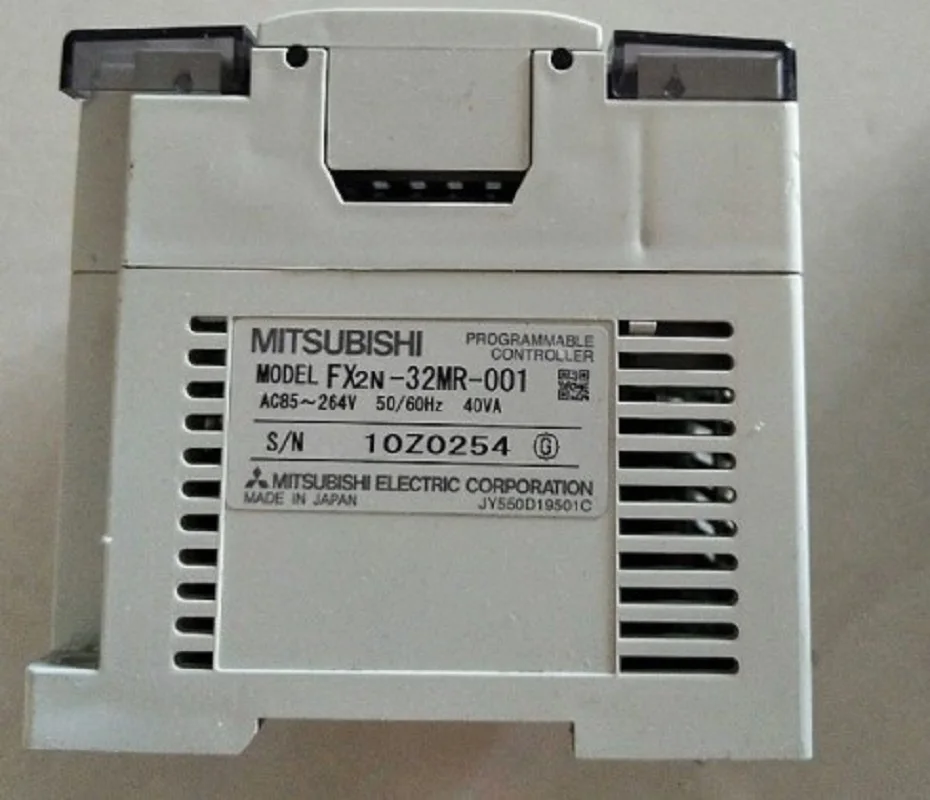 MITSUBISHI PROGRAMMABLE
CONTROLLER
MODEL FX2N-32MR-001
AC85~264V 50/60Hz 40VA
S/N 10Z0254 G
MITSUBISHI ELECTRIC CORPORATION
MADE IN JAPAN JY550D19501C